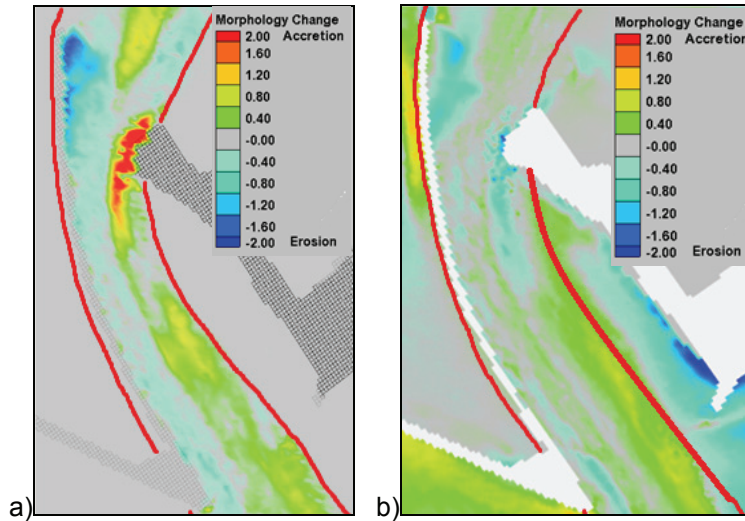 Morphology Change
2.00 Accretion
1.60
1.20
0.80
0.40
-0.00
-0.40
-0.80
-1.20
-1.60
-2.00 Erosion
a)
Morphology Change
2.00 Accretion
1.60
1.20
0.80
0.40
-0.00
-0.40
-0.80
-1.20
-1.60
-2.00 Erosion
b)